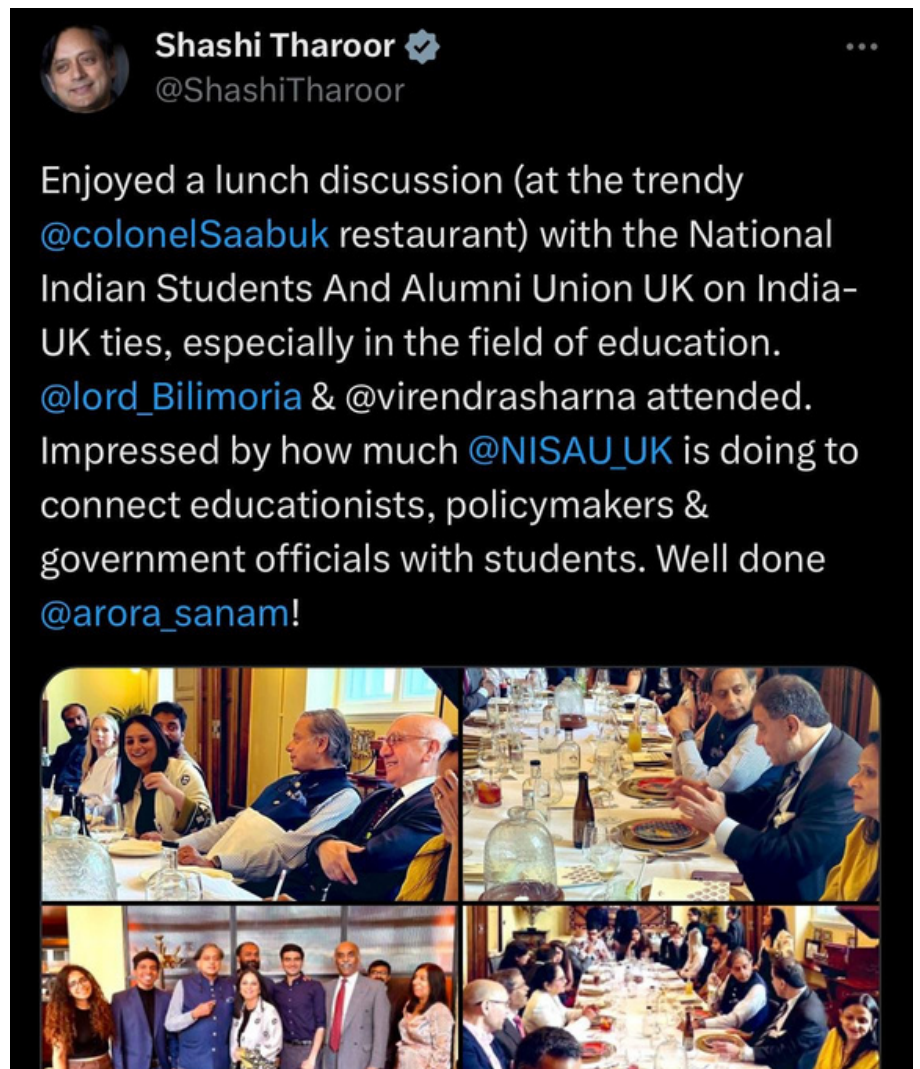 Shashi Tharoor
@ShashiTharoor
Enjoyed a lunch discussion (at the trendy
@colonelSaabuk restaurant) with the National
Indian Students And Alumni Union UK on India-
UK ties, especially in the field of education.
@lord_Bilimoria & @virendrasharna attended.
Impressed by how much @NISAU_UK is doing to
connect educationists, policymakers &
government officials with students. Well done
@arora_sanam!